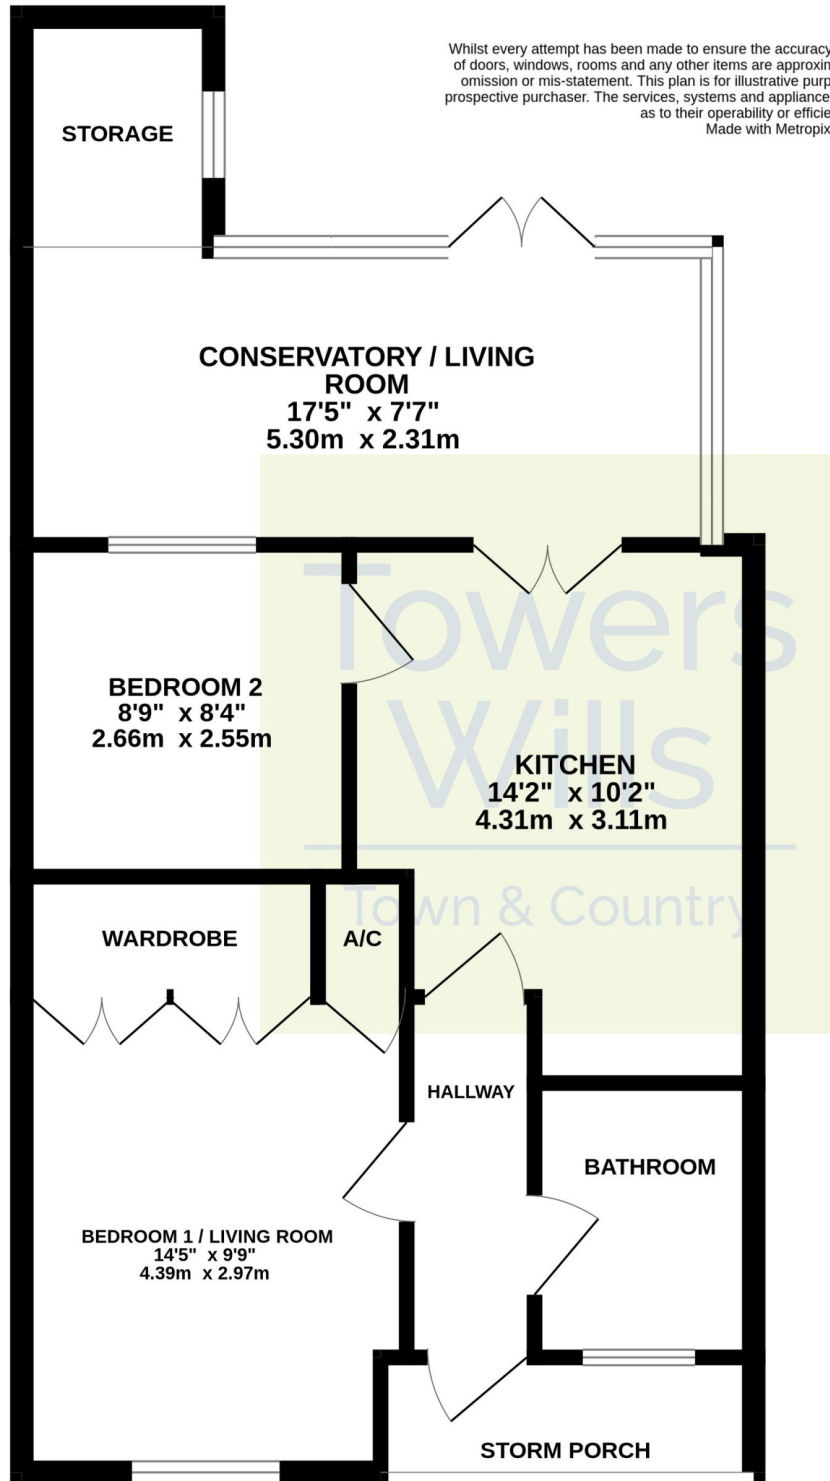 Whilst every attempt has been made to ensure the accuracy
of doors, windows, rooms and any other items are
omission or mis-statement. This plan is for illustrative
prospective purchaser. The services, systems and
as to their operability or
Made with Metropix
STORAGE
CONSERVATORY / LIVING
ROOM
17'5" x 7'7"
5.30m x 2.31m
Towers
Wills
Town & Country
BEDROOM 2
8'9" x 8'4"
2.66m x 2.55m
KITCHEN
14'2" x 10'2"
4.31m x 3.11m
WARDROBE
A/C
HALLWAY
BATHROOM
BEDROOM 1 / LIVING ROOM
14'5" x 9'9"
4.39m x 2.97m
STORM PORCH